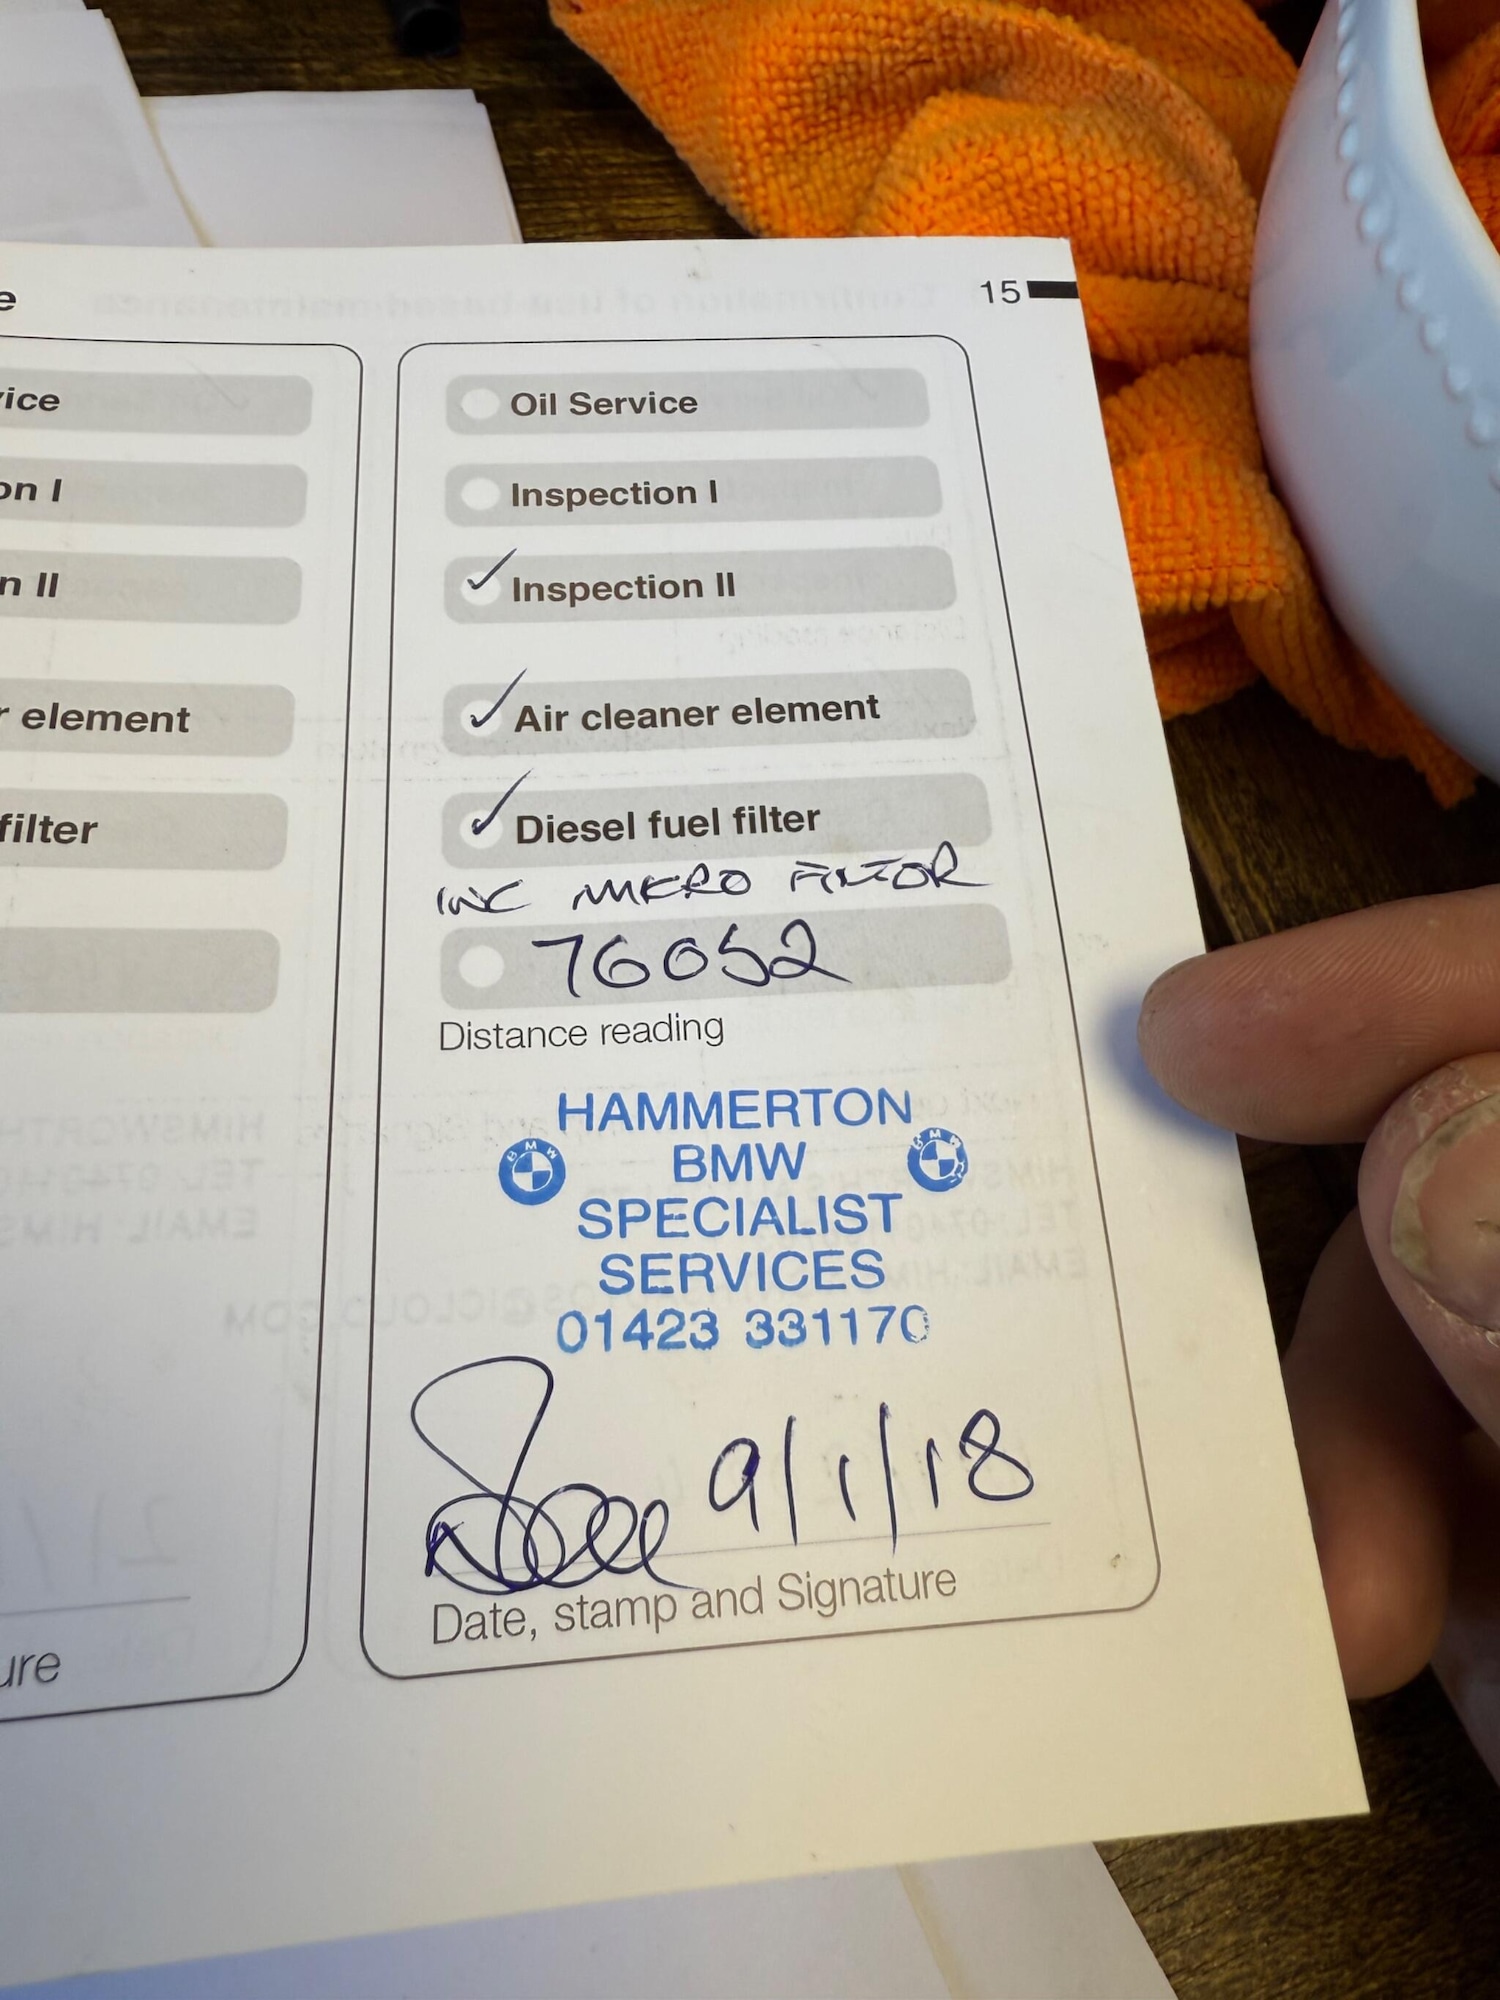 e
15
vice
on I
n II
r element
filter
ure
Oil Service
Inspection I
Inspection II
Air cleaner element
Diesel fuel filter
INC MICRO FILTOR
76052
Distance reading
HAMMERTON
BMW
SPECIALIST
SERVICES
01423 331170
9/1/18
Date, stamp and Signature